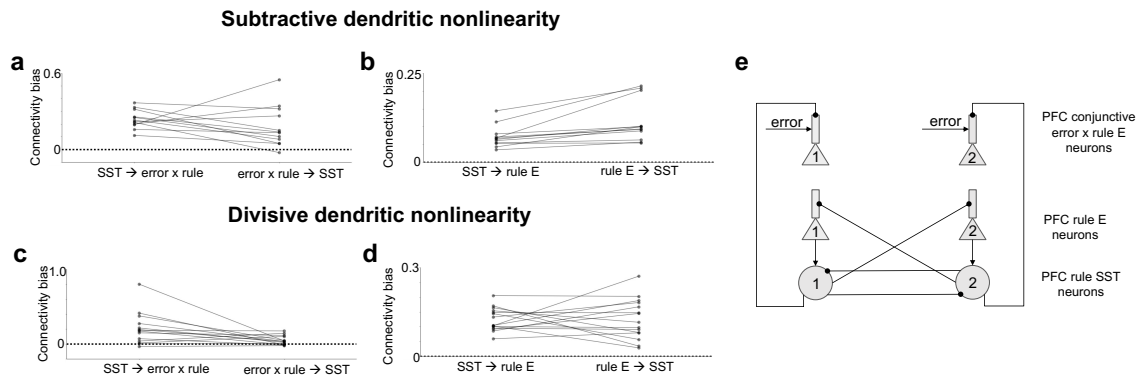 Subtractive dendritic nonlinearity
a
b
e
0.6
Connectivity bias
0
SST → error x rule
error x rule → SST
0.25
Connectivity bias
0
SST → rule E
rule E → SST
Divisive dendritic nonlinearity
c
d
1.0
Connectivity bias
0
SST → error x rule
error x rule → SST
0.3
Connectivity bias
0
SST → rule E
rule E → SST
error
error
1
2
PFC conjunctive
error x rule E
neurons
1
2
PFC rule E
neurons
1
2
PFC rule SST
neurons